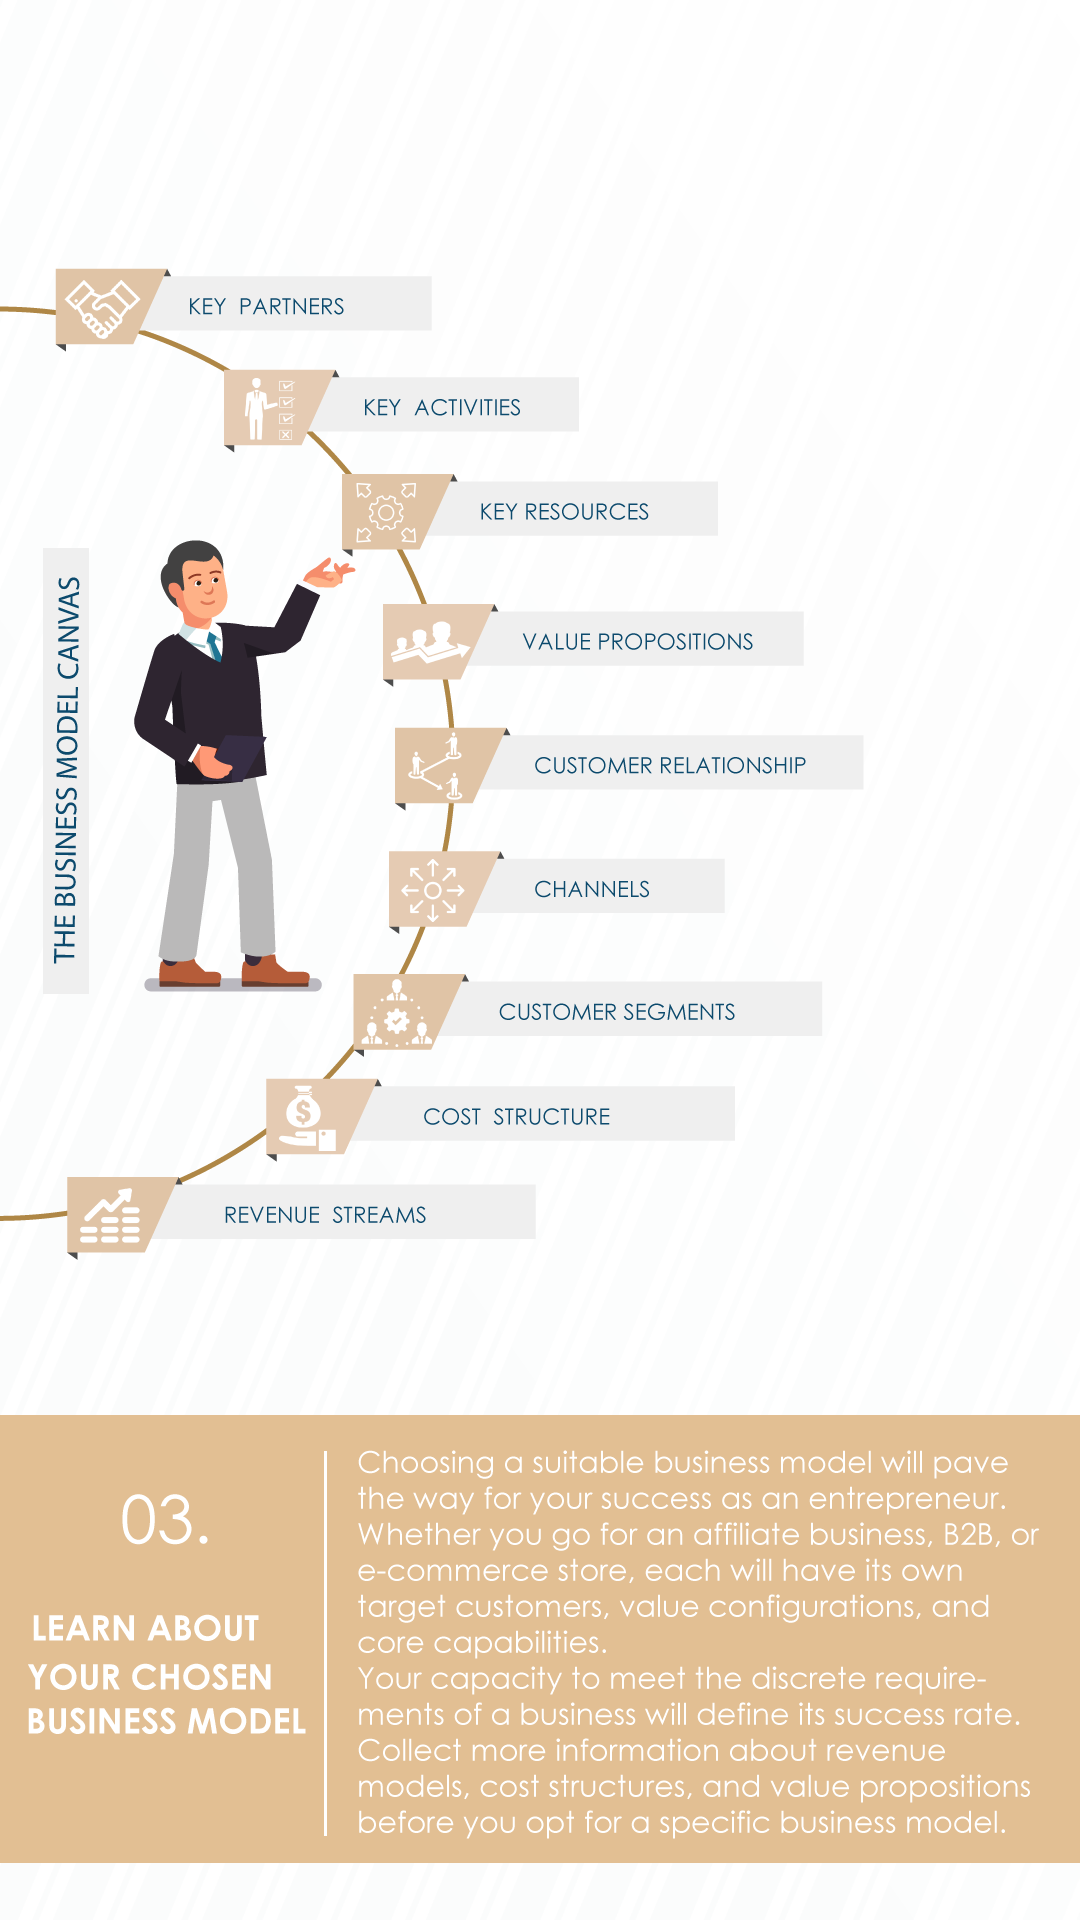 KEY PARTNERS
KEY ACTIVITIES
KEY RESOURCES
THE BUSINESS MODEL CANVAS
VALUE PROPOSITIONS
CUSTOMER RELATIONSHIP
CHANNELS
CUSTOMER SEGMENTS
COST STRUCTURE
REVENUE STREAMS
03.
LEARN ABOUT
YOUR CHOSEN
BUSINESS MODEL
Choosing a suitable business model will pave
the way for your success as an entrepreneur.
Whether you go for an affiliate business, B2B, or
e-commerce store, each will have its own
target customers, value configurations, and
core capabilities.
Your capacity to meet the discrete require-
ments of a business will define its success rate.
Collect more information about revenue
models, cost structures, and value propositions
before you opt for a specific business model.